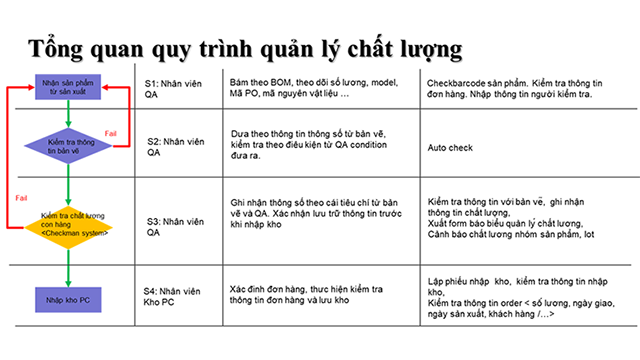 Tổng quan quy trình quản lý chất lượng
Nhận sản phẩm
từ sản xuất
S1: Nhân viên
QA
Bám theo BOM, theo dõi số lượng, model,
Mã PO, mã nguyên vật liệu ...
Checkbarcode sản phẩm. Kiểm tra thông tin
đơn hàng. Nhập thông tin người kiểm tra.
Fail
Kiểm tra thông
tin bản vẽ
S2: Nhân viên
QA
Dưa theo thông tin thông số từ bản vẽ,
kiểm tra theo điều kiện từ QA condition
đưa ra.
Auto check
Fail
Kiểm tra chất lượng
con hàng
<Checkman system>
S3: Nhân viên
QA
Ghi nhận thông số theo cái tiêu chí từ bản
vẽ và QA. Xác nhận lưu trữ thông tin trước
khi nhập kho
Kiểm tra thông tin với bản vẽ, ghi nhận
thông tin chất lượng,
Xuất form báo biểu quản lý chất lượng,
Cảnh báo chất lượng nhóm sản phẩm, lot
Nhập kho PC
S4: Nhân viên
Kho PC
Xác đinh đơn hàng, thực hiện kiểm tra
thông tin đơn hàng và lưu kho
Lập phiếu nhập kho, kiểm tra thông tin nhập
kho,
Kiểm tra thông tin order < số lương, ngày giao,
ngày sản xuất, khách hàng /...>